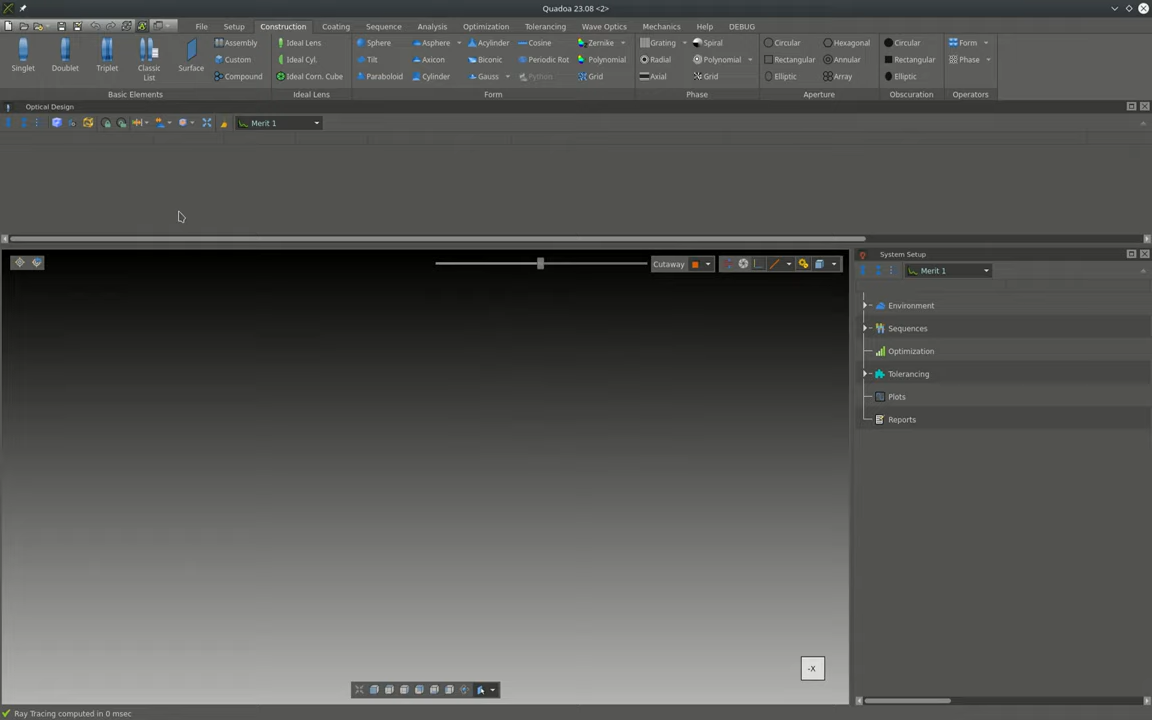 Quadoa 23.08 <2>
File Setup Construction Coating Sequence Analysis Optimization Tolerancing Wave Optics Mechanics Help DEBUG
Singlet Doublet Triplet Classic List Surface
Assembly
Custom
Compound
Basic Elements
Ideal Lens
Ideal Cyl.
Ideal Corn. Cube
Ideal Lens
Sphere Asphere Acylinder Cosine Zernike
Tilt Axicon Biconic Periodic Rot Polynomial
Paraboloid Cylinder Gauss Python Grid
Form
Grating Spiral
Radial Polynomial
Axial Grid
Phase
Circular Hexagonal
Rectangular Annular
Elliptic Array
Aperture
Circular
Rectangular
Elliptic
Obscuration
Form
Phase
Operators
Optical Design
Merit 1
Cutaway
System Setup
Merit 1
Environment
Sequences
Optimization
Tolerancing
Plots
Reports
-X
Ray Tracing computed in 0 msec